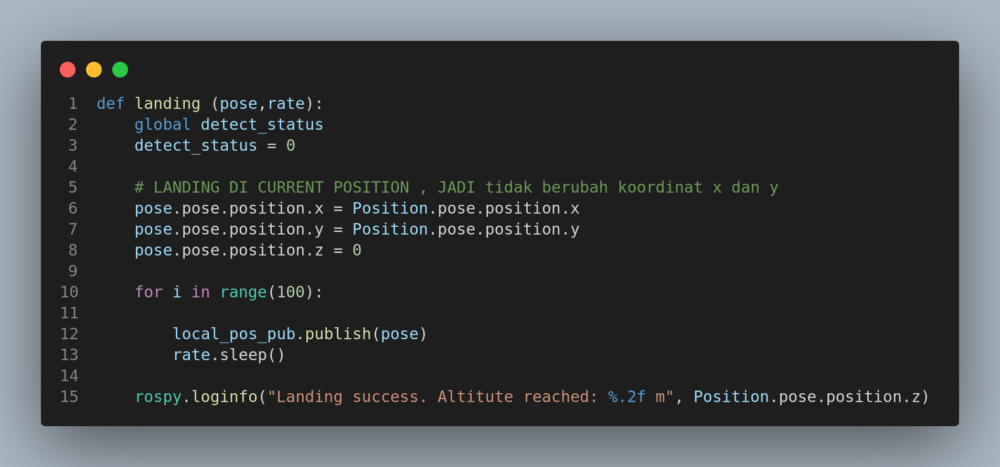 1 def landing (pose,rate):
2     global detect_status
3     detect_status = 0
4
5     # LANDING DI CURRENT POSITION , JADI tidak berubah koordinat x dan y
6     pose.pose.position.x = Position.pose.position.x
7     pose.pose.position.y = Position.pose.position.y
8     pose.pose.position.z = 0
9
10     for i in range(100):
11
12         local_pos_pub.publish(pose)
13         rate.sleep()
14
15     rospy.loginfo("Landing success. Altitute reached: %.2f m", Position.pose.position.z)